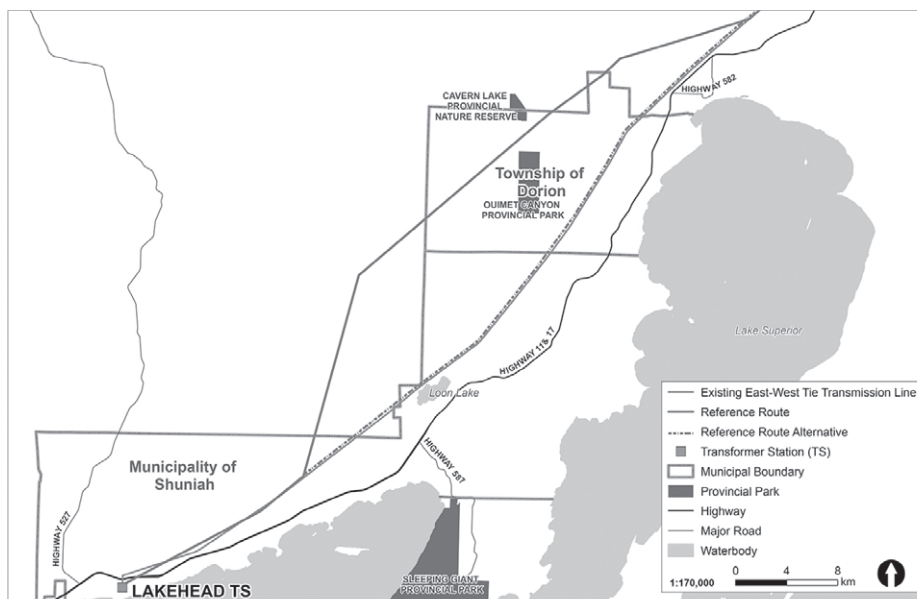 HIGHWAY 582
CAVERN LAKE
PROVINCIAL
NATURE RESERVE
Township of
Dorion
OUIMET CANYON
PROVINCIAL PARK
Lake Superior
HIGHWAY 11 & 17
Loon Lake
HIGHWAY 587
Municipality of
Shuniah
HIGHWAY 527
LAKEHEAD TS
SLEEPING GIANT
PROVINCIAL PARK
Existing East-West Tie Transmission Line
Reference Route
Reference Route Alternative
Transformer Station (TS)
Municipal Boundary
Provincial Park
Highway
Major Road
Waterbody
0 4 8
1:170,000 km